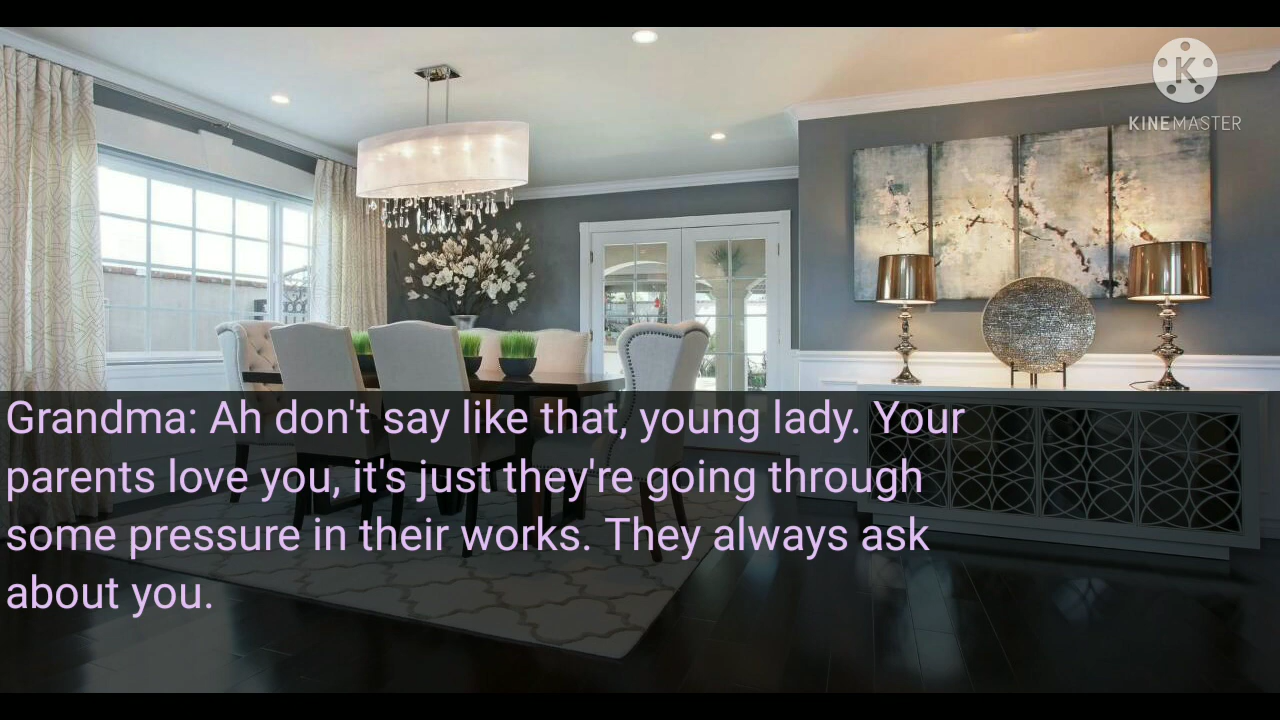 K
KINEMASTER
Grandma: Ah don't say like that, young lady. Your
parents love you, it's just they're going through
some pressure in their works. They always ask
about you.